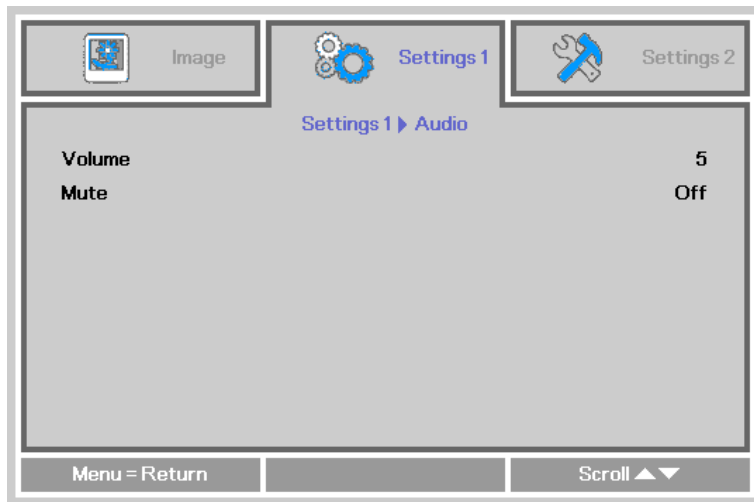 Image
Settings 1
Settings 2
Settings 1 ▶ Audio
Volume 5
Mute Off
Menu = Return
Scroll ▲▼